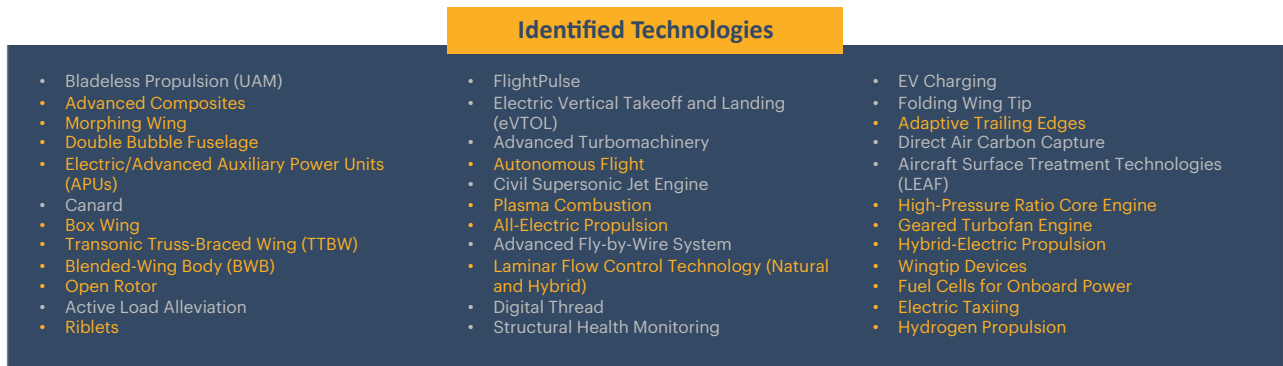 Identified Technologies
• Bladeless Propulsion (UAM)
• Advanced Composites
• Morphing Wing
• Double Bubble Fuselage
• Electric/Advanced Auxiliary Power Units
(APUs)
• Canard
• Box Wing
• Transonic Truss-Braced Wing (TTBW)
• Blended-Wing Body (BWB)
• Open Rotor
• Active Load Alleviation
• Riblets
• FlightPulse
• Electric Vertical Takeoff and Landing
(eVTOL)
• Advanced Turbomachinery
• Autonomous Flight
• Civil Supersonic Jet Engine
• Plasma Combustion
• All-Electric Propulsion
• Advanced Fly-by-Wire System
• Laminar Flow Control Technology (Natural
and Hybrid)
• Digital Thread
• Structural Health Monitoring
• EV Charging
• Folding Wing Tip
• Adaptive Trailing Edges
• Direct Air Carbon Capture
• Aircraft Surface Treatment Technologies
(LEAF)
• High-Pressure Ratio Core Engine
• Geared Turbofan Engine
• Hybrid-Electric Propulsion
• Wingtip Devices
• Fuel Cells for Onboard Power
• Electric Taxiing
• Hydrogen Propulsion